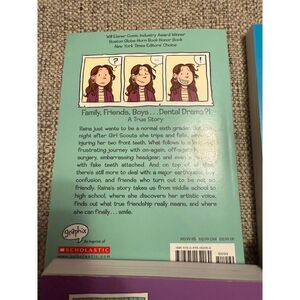 Will Eisner Comic Industry Award Winner
Boston Globe-Horn Book Honor Book
New York Times Editors' Choice
?
!
Family, Friends, Boys . . . Dental Drama?!
A True Story
Raina just wants to be a normal sixth grader. But one
night after Girl Scouts she trips and falls, severely
injuring her two front teeth. What follows is a long and
frustrating journey with on-again, off-again braces,
surgery, embarrassing headgear, and even a retainer
with fake teeth attached. And on top of all that,
there's still more to deal with: a major earthquake, boy
confusion, and friends who turn out to be not so
friendly. Raina's story takes us from middle school to
high school, where she discovers her artistic voice,
finds out what true friendship really means, and where
she can finally . . . smile.
graphix
An Imprint of
SCHOLASTIC
www.scholastic.com